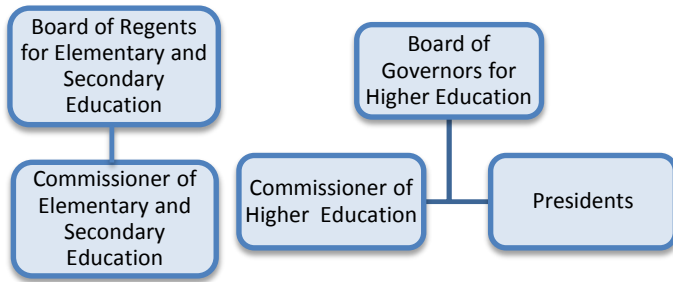 Board of Regents
for Elementary and
Secondary
Education
Board of
Governors for
Higher Education
Commissioner of
Elementary and
Secondary
Education
Commissioner of
Higher Education
Presidents